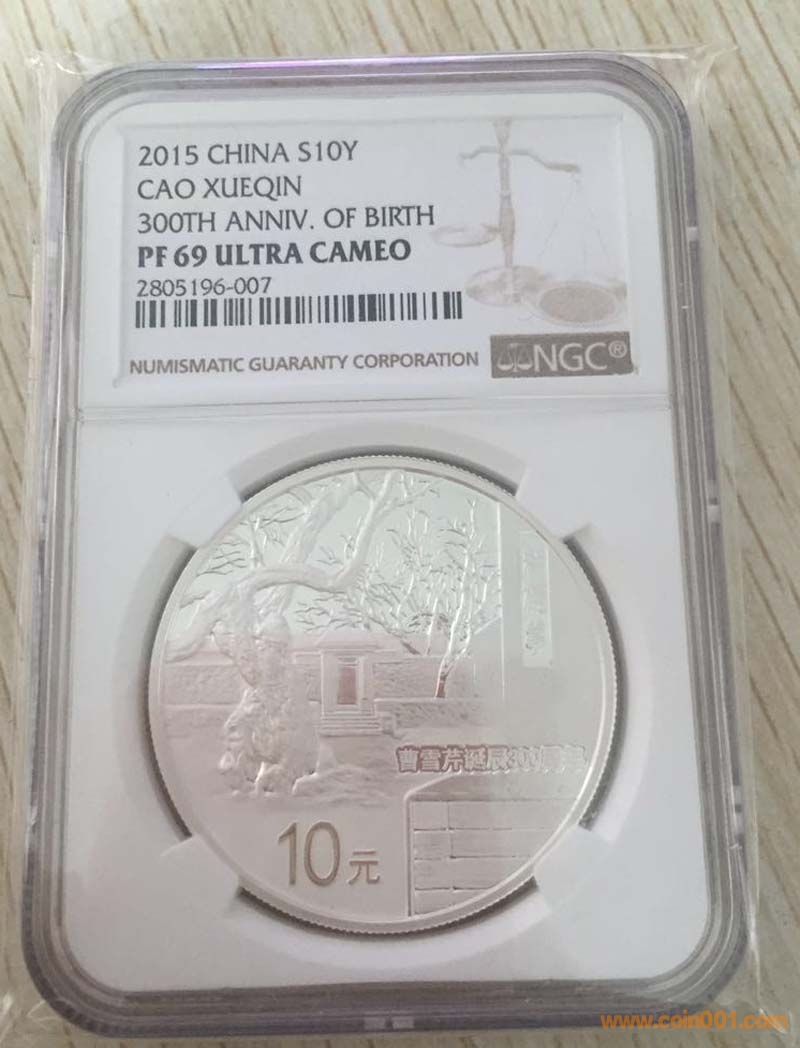 2015 CHINA S10Y
CAO XUEQIN
300TH ANNIV. OF BIRTH
PF 69 ULTRA CAMEO
2805196-007
NUMISMATIC GUARANTY CORPORATION
NGC®
曹雪芹诞辰300周年
10元
www.coin001.com